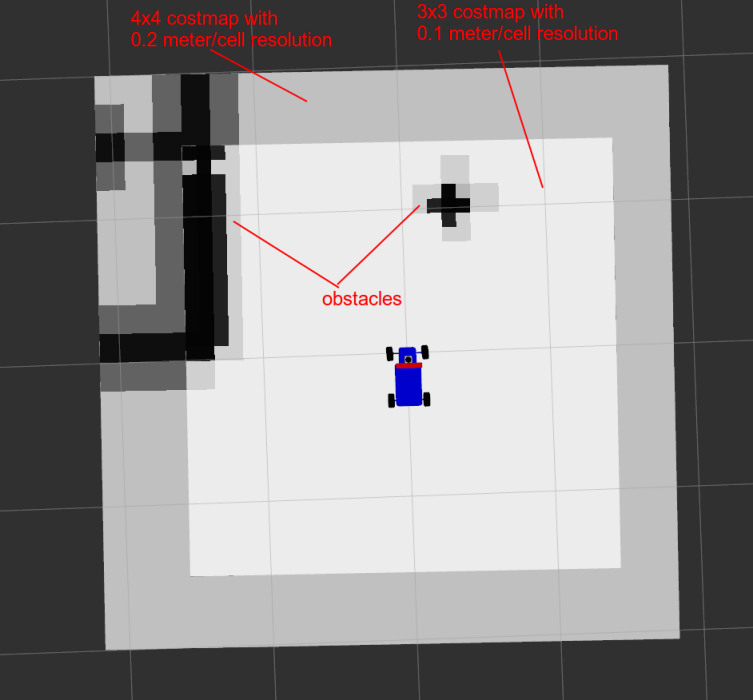 4x4 costmap with
0.2 meter/cell resolution
3x3 costmap with
0.1 meter/cell resolution
obstacles